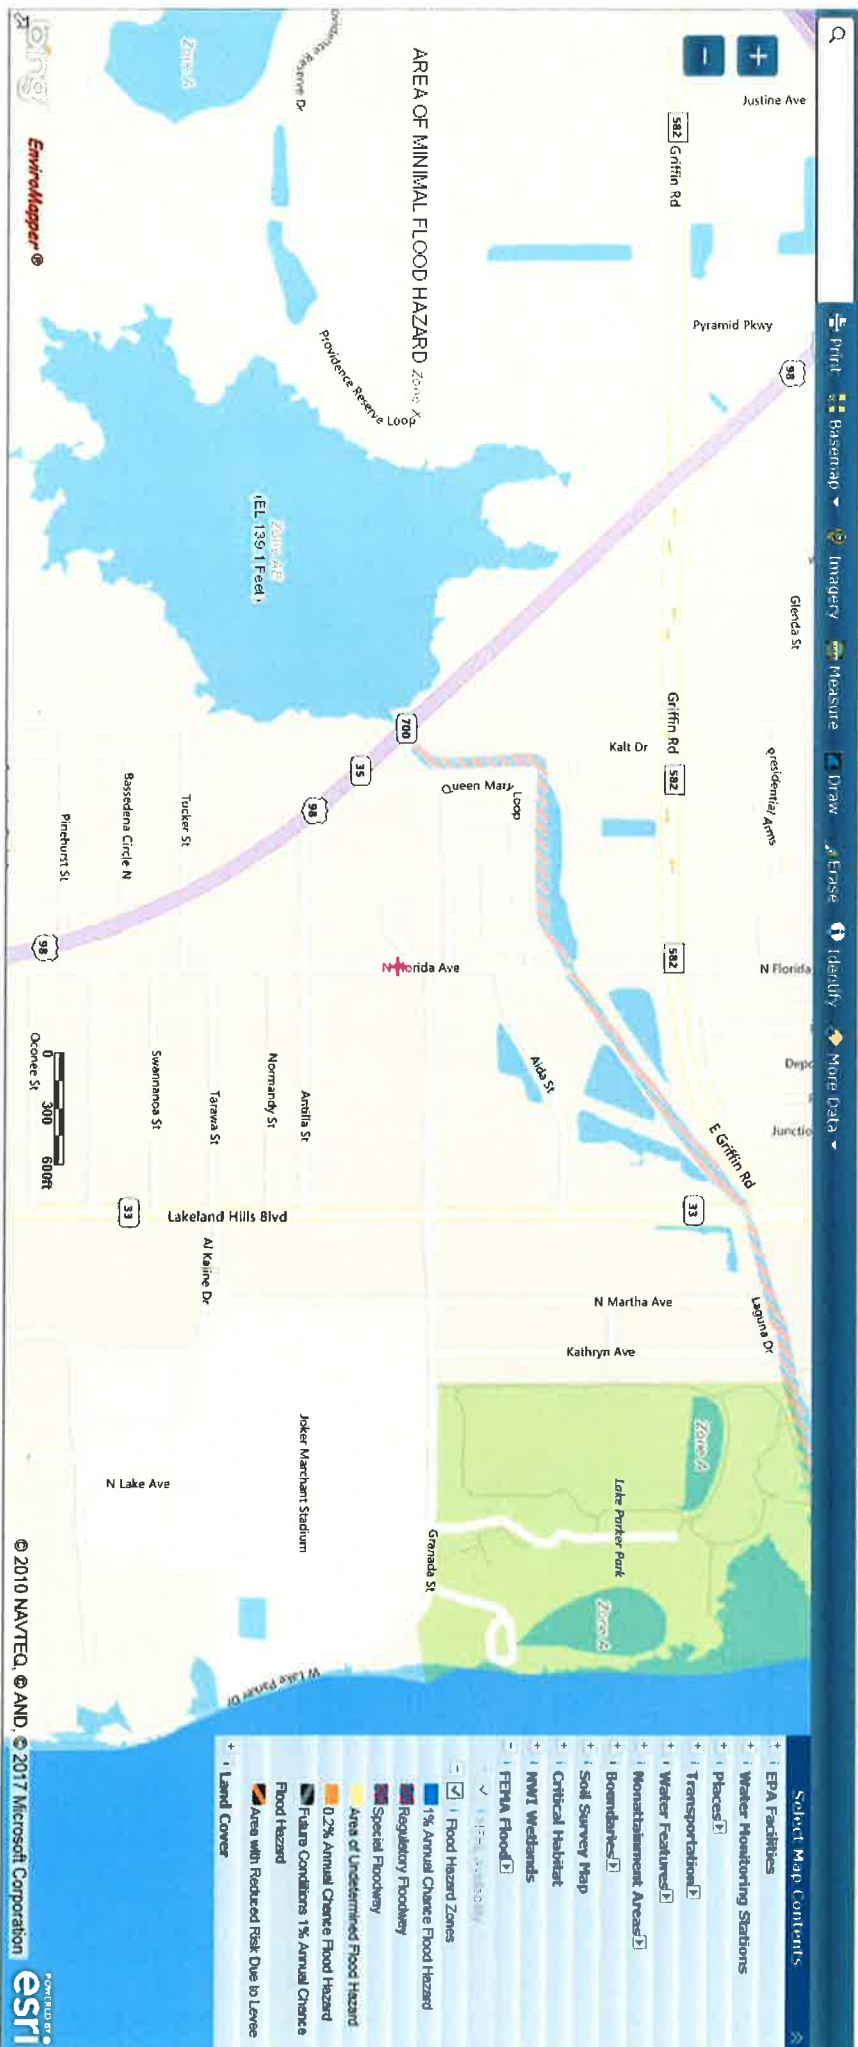 Print
Basemap
Imagery
Measure
Draw
Erase
Identify
More Data
Justine Ave
582
Griffin Rd
Pyramid Pkwy
98
Glenda St
Griffin Rd
582
Kalt Dr
Presidential Arms
582
N Florida
Depo
Junctio
E Griffin Rd
33
Laguna Dr
N Martha Ave
Kathryn Ave
Zone A
Lake Parker Park
Zone A
Granada St
AREA OF MINIMAL FLOOD HAZARD Zone X
ovidence Reserve Dr
Zone A
Providence Reserve Loop
Zone AE
(EL 139.1 Feet)
700
35
98
Queen Mary Loop
N Florida Ave
Aida St
Antilla St
Normandy St
Tarawa St
Swannanoa St
Oconee St
Tucker St
Bassedena Circle N
Pinehurst St
98
33
Lakeland Hills Blvd
Al Kaline Dr
Joker Marchant Stadium
N Lake Ave
W Lake Parker Dr
0 300 600ft
bing
EnviroMapper®
© 2010 NAVTEQ, © AND, © 2017 Microsoft Corporation
POWERED BY
esri
Select Map Contents
EPA Facilities
Water Monitoring Stations
Places
Transportation
Water Features
Nonattainment Areas
Boundaries
Soil Survey Map
Critical Habitat
NWI Wetlands
FEMA Flood
Flood Hazard Zones
1% Annual Chance Flood Hazard
Regulatory Floodway
Special Floodway
Area of Undetermined Flood Hazard
0.2% Annual Chance Flood Hazard
Future Conditions 1% Annual Chance
Flood Hazard
Area with Reduced Risk Due to Levee
Land Cover